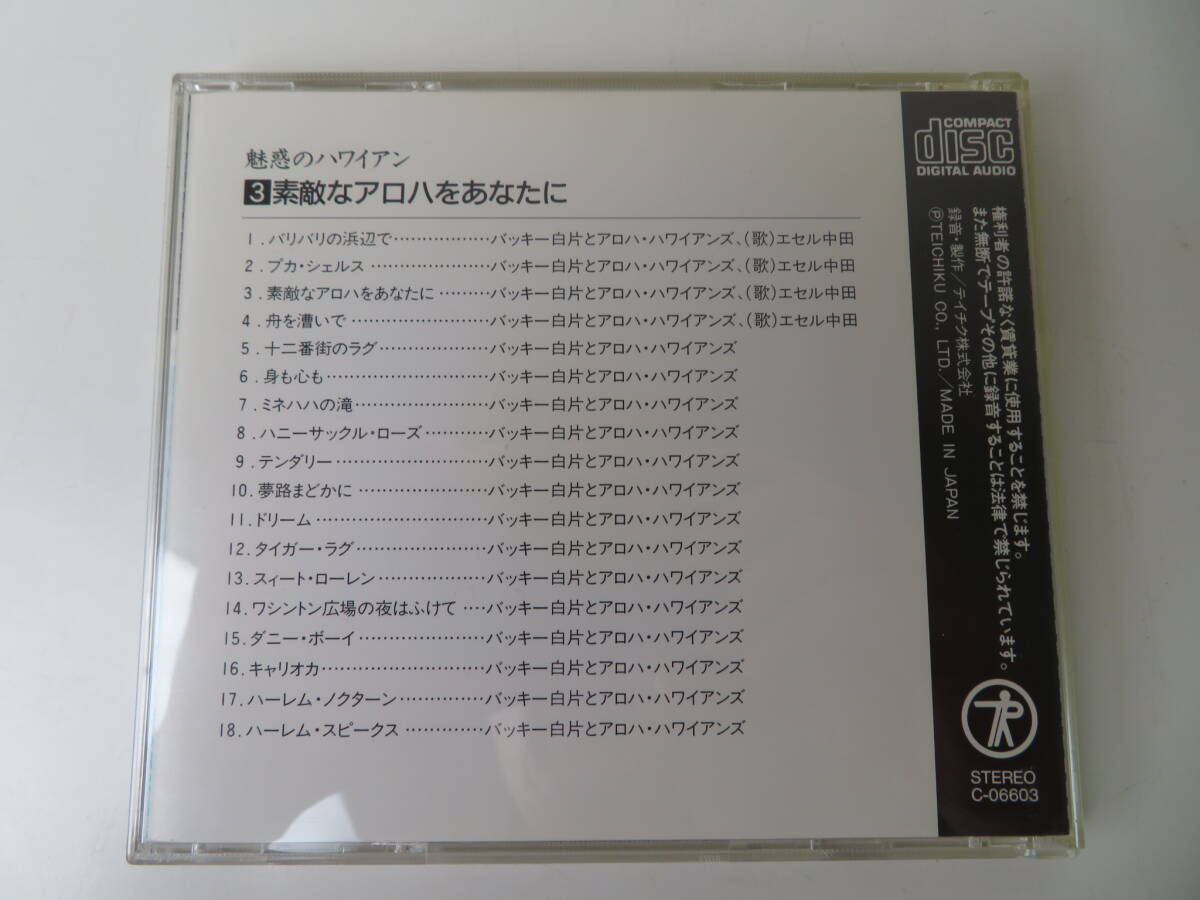 魅惑のハワイアン
3素敵なアロハをあなたに
1.バリバリの浜辺で………………バッキー白片とアロハ・ハワイアンズ、(歌)エセル中田
2.プカ・シェルス…………………バッキー白片とアロハ・ハワイアンズ、(歌)エセル中田
3.素敵なアロハをあなたに………バッキー白片とアロハ・ハワイアンズ、(歌)エセル中田
4.舟を漕いで………………………バッキー白片とアロハ・ハワイアンズ、(歌)エセル中田
5.十二番街のラグ…………………バッキー白片とアロハ・ハワイアンズ
6.身も心も…………………………バッキー白片とアロハ・ハワイアンズ
7.ミネハハの滝……………………バッキー白片とアロハ・ハワイアンズ
8.ハニーサックル・ローズ………バッキー白片とアロハ・ハワイアンズ
9.テンダリー………………………バッキー白片とアロハ・ハワイアンズ
10.夢路まどかに……………………バッキー白片とアロハ・ハワイアンズ
11.ドリーム…………………………バッキー白片とアロハ・ハワイアンズ
12.タイガー・ラグ…………………バッキー白片とアロハ・ハワイアンズ
13.スィート・ローレン……………バッキー白片とアロハ・ハワイアンズ
14.ワシントン広場の夜はふけて…バッキー白片とアロハ・ハワイアンズ
15.ダニー・ボーイ…………………バッキー白片とアロハ・ハワイアンズ
16.キャリオカ………………………バッキー白片とアロハ・ハワイアンズ
17.ハーレム・ノクターン…………バッキー白片とアロハ・ハワイアンズ
18.ハーレム・スピークス…………バッキー白片とアロハ・ハワイアンズ
COMPACT
disc
DIGITAL AUDIO
権利者の許諾なく賃貸業に使用することを禁じます。
また無断でテープその他に録音することは法律で禁じられています。
録音・製作/テイチク株式会社
ⓅTEICHIKU CO., LTD./MADE IN JAPAN
STEREO
C-06603